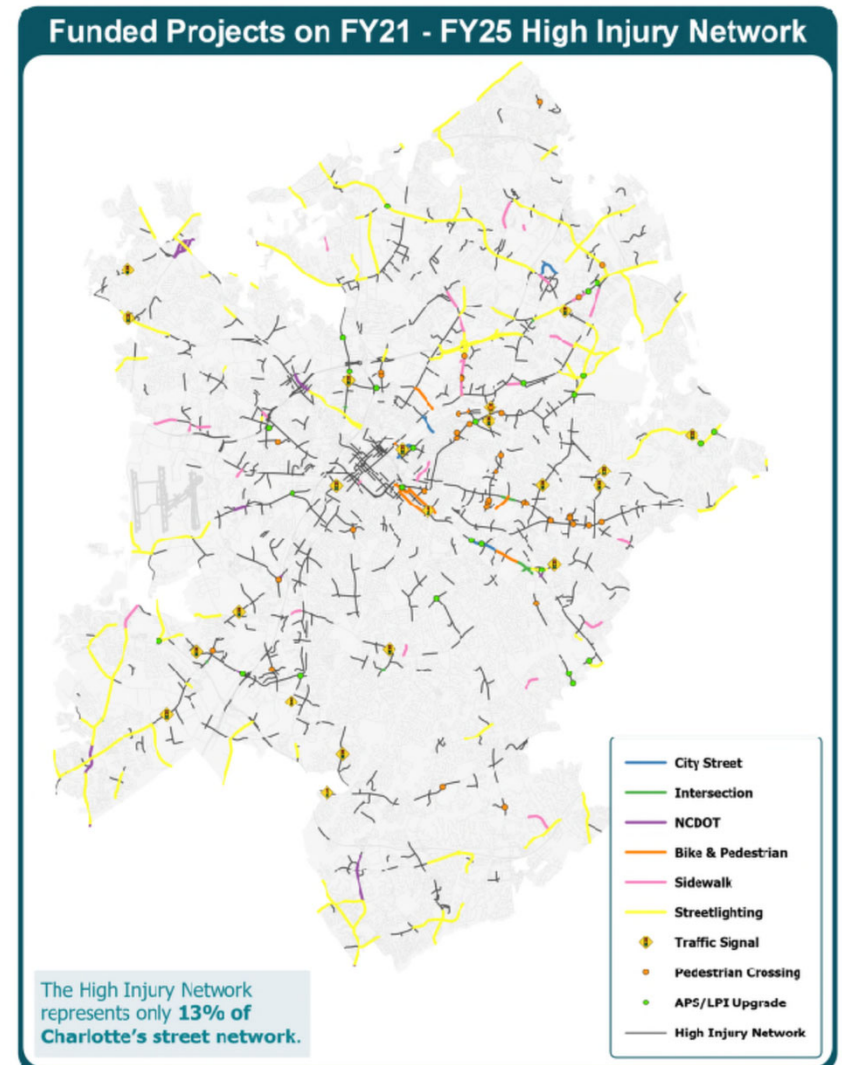 Funded Projects on FY21 - FY25 High Injury Network
City Street
Intersection
NCDOT
Bike & Pedestrian
Sidewalk
Streetlighting
Traffic Signal
Pedestrian Crossing
APS/LPI Upgrade
High Injury Network
The High Injury Network
represents only 13% of
Charlotte's street network.